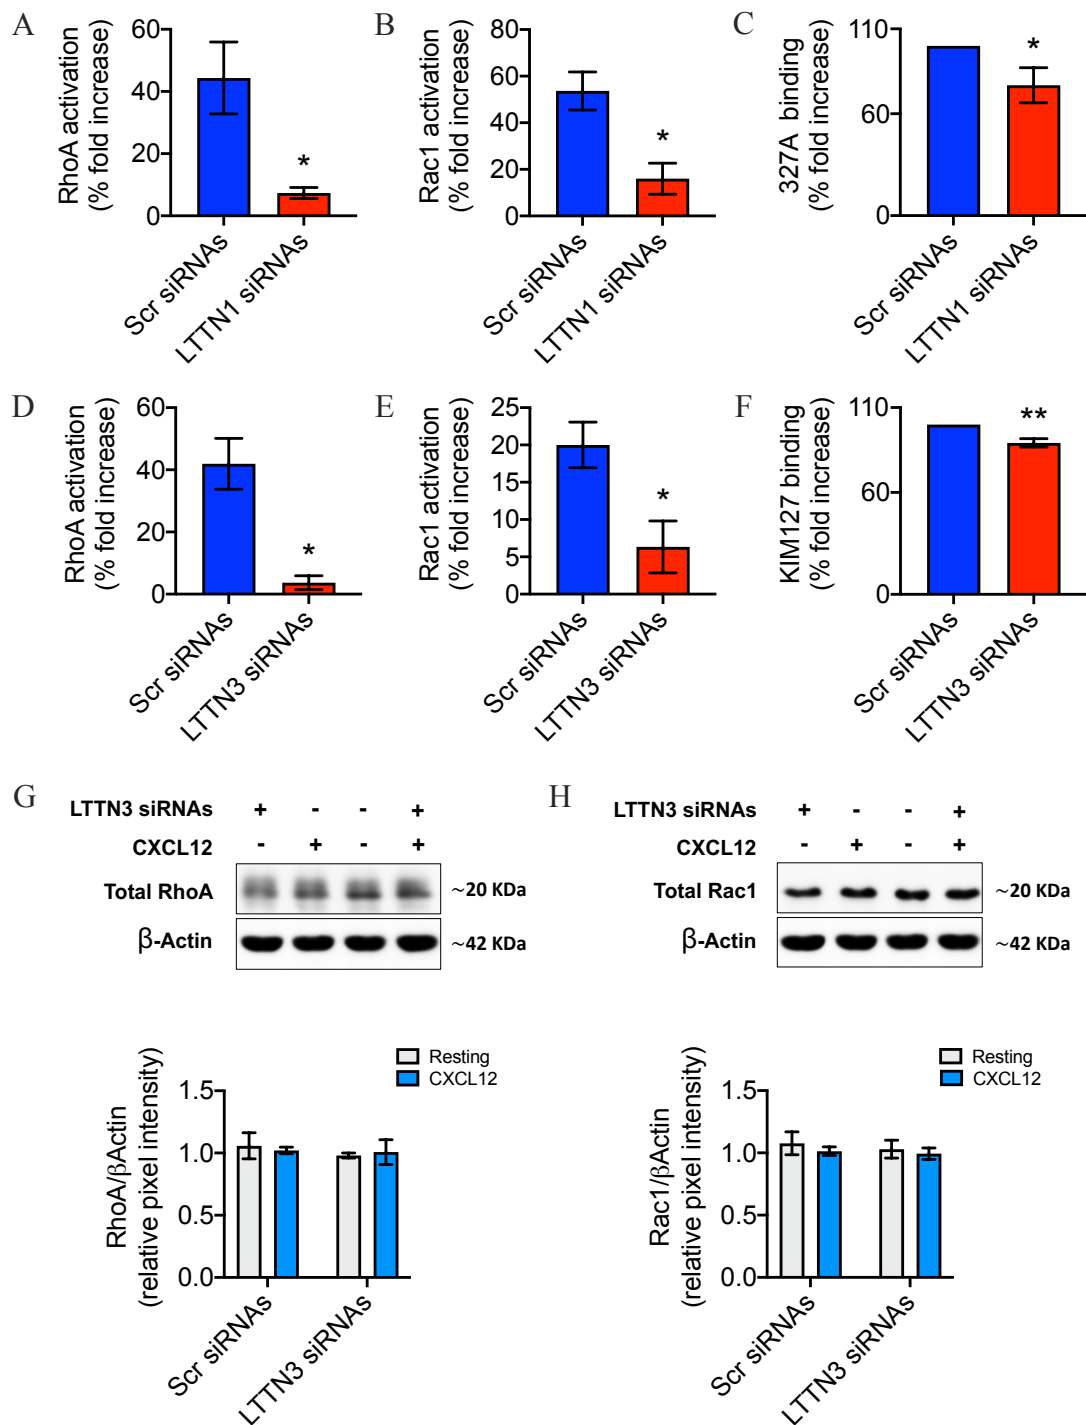 A
RhoA activation
(% fold increase)
60
40
20
0
*
Scr siRNAs
LTTN1 siRNAs
B
Rac1 activation
(% fold increase)
80
60
40
20
0
*
Scr siRNAs
LTTN1 siRNAs
C
327A binding
(% fold increase)
110
60
0
*
Scr siRNAs
LTTN1 siRNAs
D
RhoA activation
(% fold increase)
60
40
20
0
*
Scr siRNAs
LTTN3 siRNAs
E
Rac1 activation
(% fold increase)
25
20
15
10
5
0
*
Scr siRNAs
LTTN3 siRNAs
F
KIM127 binding
(% fold increase)
110
60
0
**
Scr siRNAs
LTTN3 siRNAs
G
LTTN3 siRNAs + - - +
CXCL12 - + - +
Total RhoA ~20 KDa
β-Actin ~42 KDa
Resting
CXCL12
RhoA/βActin
(relative pixel intensity)
1.5
1.0
0.5
0.0
Scr siRNAs
LTTN3 siRNAs
H
LTTN3 siRNAs + - - +
CXCL12 - + - +
Total Rac1 ~20 KDa
β-Actin ~42 KDa
Resting
CXCL12
Rac1/βActin
(relative pixel intensity)
1.5
1.0
0.5
0.0
Scr siRNAs
LTTN3 siRNAs